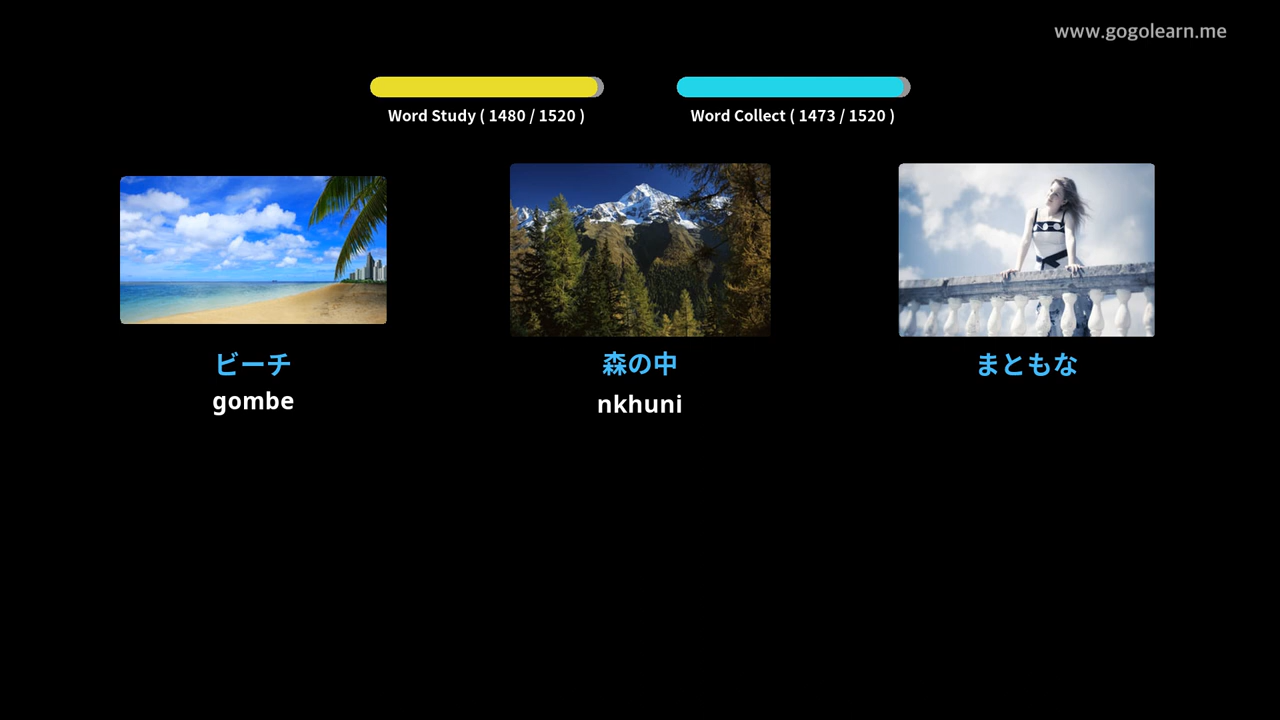 www.gogolearn.me
Word Study ( 1480 / 1520 )
Word Collect ( 1473 / 1520 )
ビーチ
gombe
森の中
nkhuni
まともな